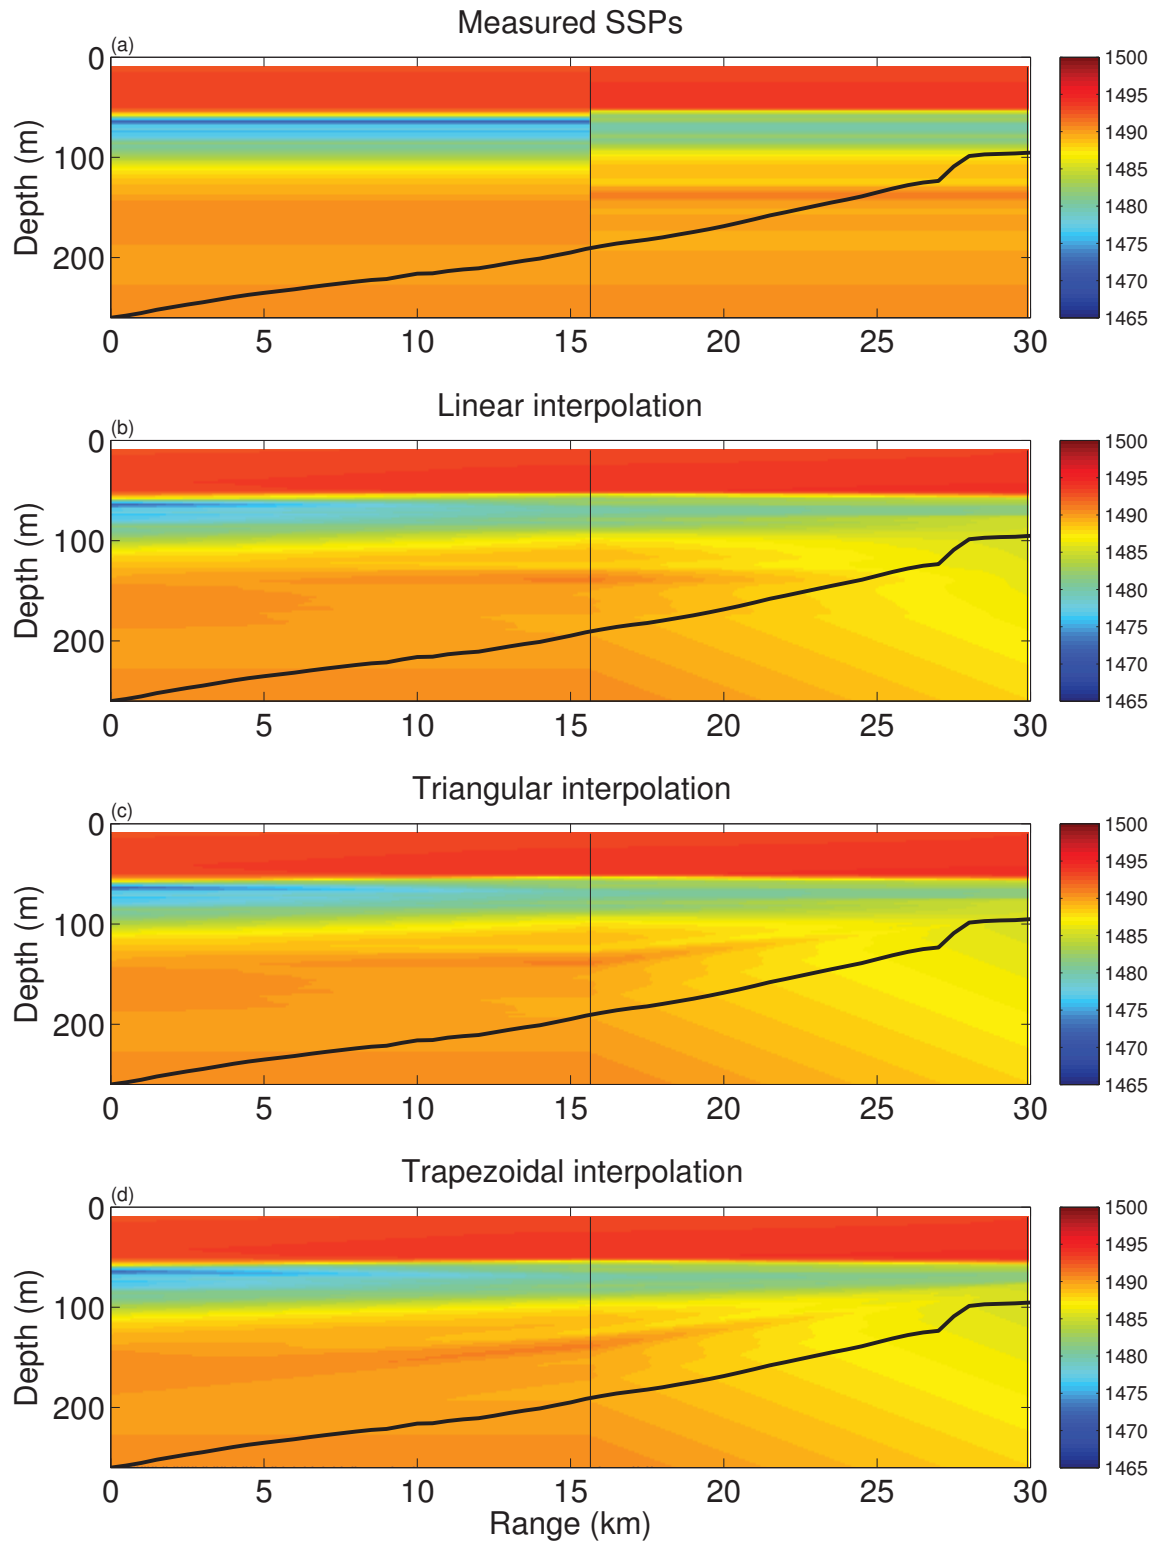 Measured SSPs
(a)
0
100
200
Depth (m)
0 5 10 15 20 25 30
1500
1495
1490
1485
1480
1475
1470
1465
Linear interpolation
(b)
0
100
200
Depth (m)
0 5 10 15 20 25 30
1500
1495
1490
1485
1480
1475
1470
1465
Triangular interpolation
(c)
0
100
200
Depth (m)
0 5 10 15 20 25 30
1500
1495
1490
1485
1480
1475
1470
1465
Trapezoidal interpolation
(d)
0
100
200
Depth (m)
0 5 10 15 20 25 30
Range (km)
1500
1495
1490
1485
1480
1475
1470
1465